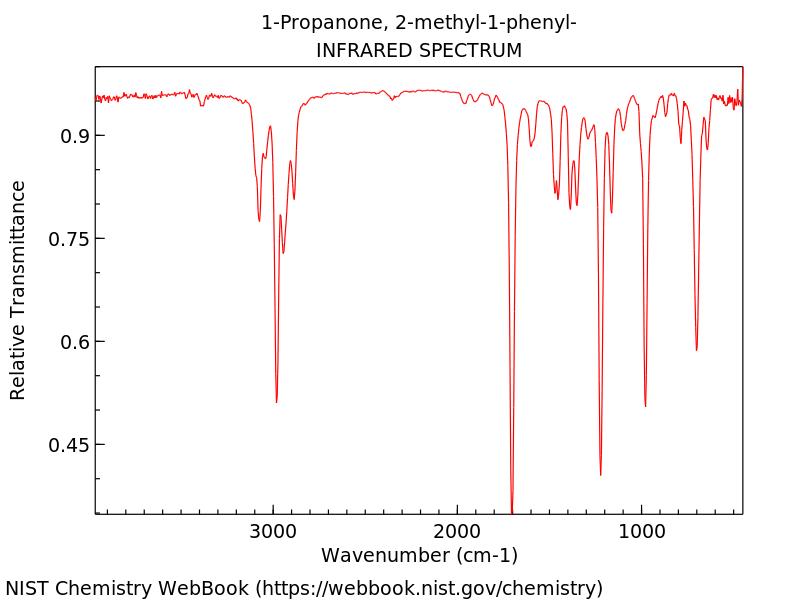 1-Propanone, 2-methyl-1-phenyl-
INFRARED SPECTRUM
0.9
0.75
0.6
0.45
Relative Transmittance
3000 2000 1000
Wavenumber (cm-1)
NIST Chemistry WebBook (https://webbook.nist.gov/chemistry)